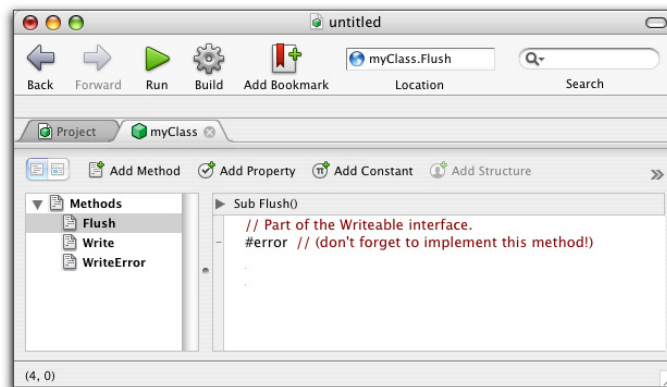 untitled
Back Forward Run Build Add Bookmark myClass.Flush Location Search
Project myClass
Add Method Add Property Add Constant Add Structure
Methods
Flush
Write
WriteError
Sub Flush()
// Part of the Writeable interface.
#error // (don't forget to implement this method!)
(4, 0)